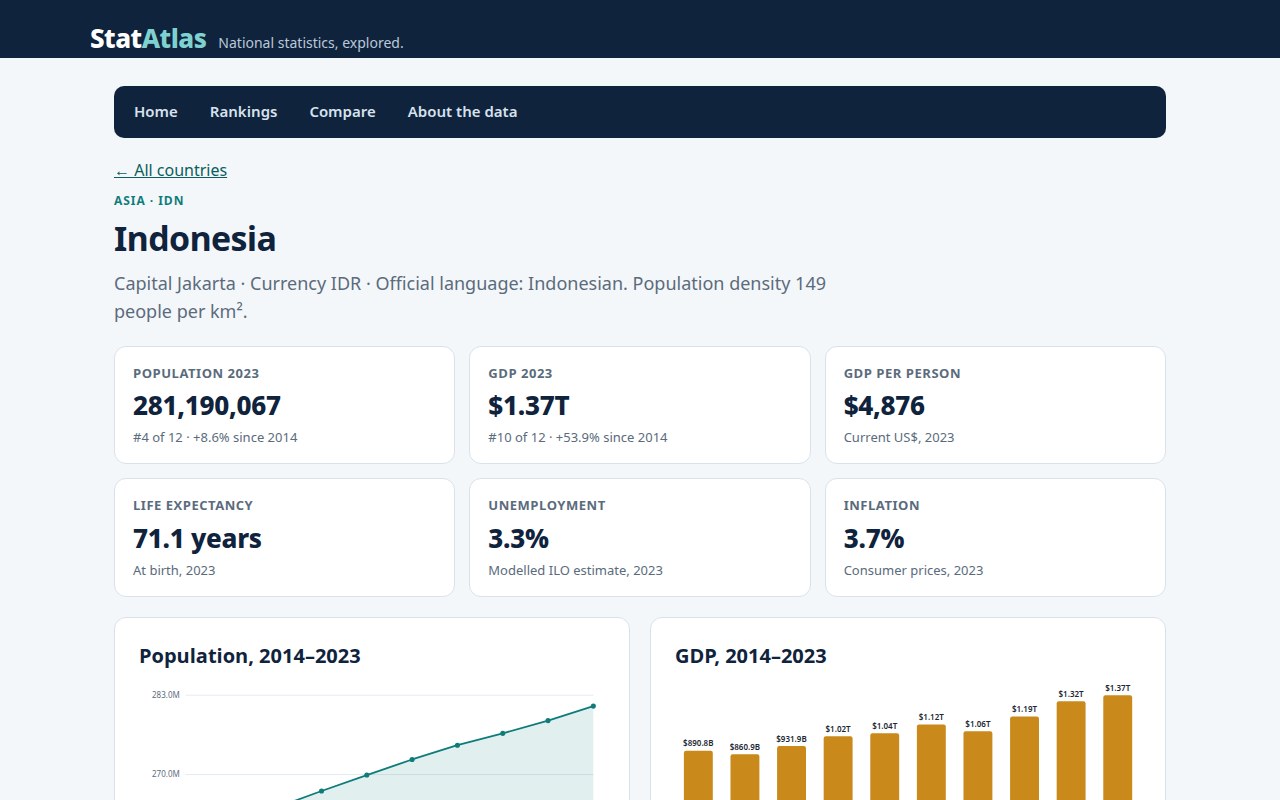 StatAtlas National statistics, explored.
Home Rankings Compare About the data
← All countries
ASIA · IDN
Indonesia
Capital Jakarta · Currency IDR · Official language: Indonesian. Population density 149
people per km².
POPULATION 2023
281,190,067
#4 of 12 · +8.6% since 2014
GDP 2023
$1.37T
#10 of 12 · +53.9% since 2014
GDP PER PERSON
$4,876
Current US$, 2023
LIFE EXPECTANCY
71.1 years
At birth, 2023
UNEMPLOYMENT
3.3%
Modelled ILO estimate, 2023
INFLATION
3.7%
Consumer prices, 2023
Population, 2014–2023
283.0M
270.0M
GDP, 2014–2023
$890.8B
$860.9B
$931.9B
$1.02T
$1.04T
$1.12T
$1.06T
$1.19T
$1.32T
$1.37T